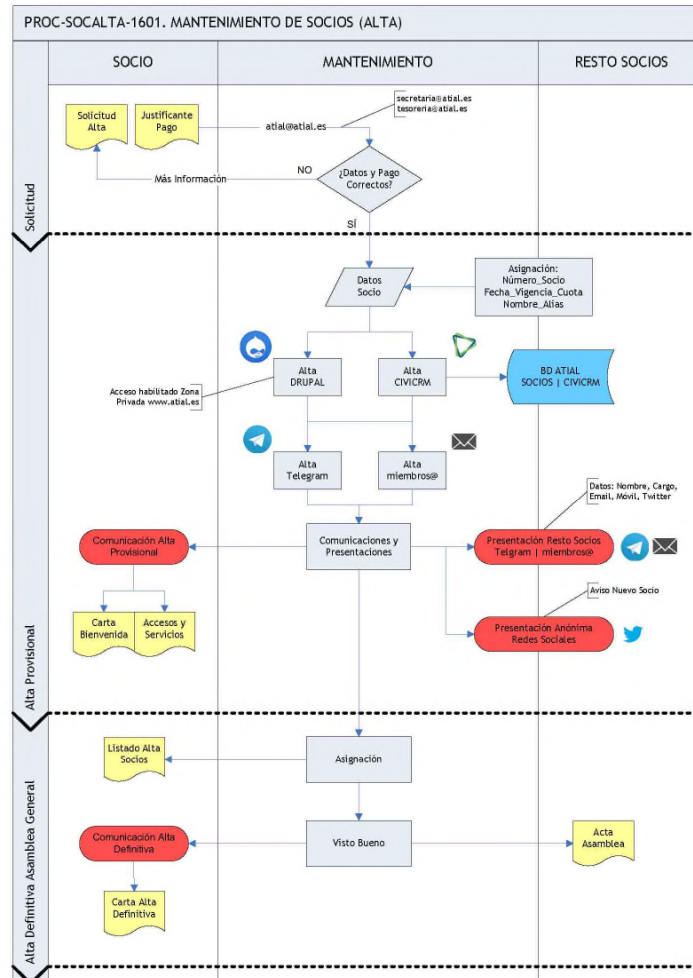 PROC-SOCALTA-1601. MANTENIMIENTO DE SOCIOS (ALTA)
SOCIO
MANTENIMIENTO
RESTO SOCIOS
Solicitud
Solicitud
Alta
Justificante
Pago
atial@atial.es
secretaria@atial.es
tesoreria@atial.es
¿Datos y Pago
Correctos?
NO
Más Información
SÍ
Alta Provisional
Datos
Socio
Asignación:
Número_Socio
Fecha_Vigencia_Cuota
Nombre_Alias
Alta
DRUPAL
Alta
CIVICRM
BD ATIAL
SOCIOS | CIVICRM
Acceso habilitado Zona
Privada www.atial.es
Alta
Telegram
Alta
miembros@
Datos: Nombre, Cargo,
Email, Móvil, Twitter
Comunicación Alta
Provisional
Comunicaciones y
Presentaciones
Presentación Resto Socios
Telgram | miembros@
Aviso Nuevo Socio
Carta
Bienvenida
Accesos y
Servicios
Presentación Anónima
Redes Sociales
Alta Definitiva Asamblea General
Listado Alta
Socios
Asignación
Comunicación Alta
Definitiva
Visto Bueno
Acta
Asamblea
Carta Alta
Definitiva